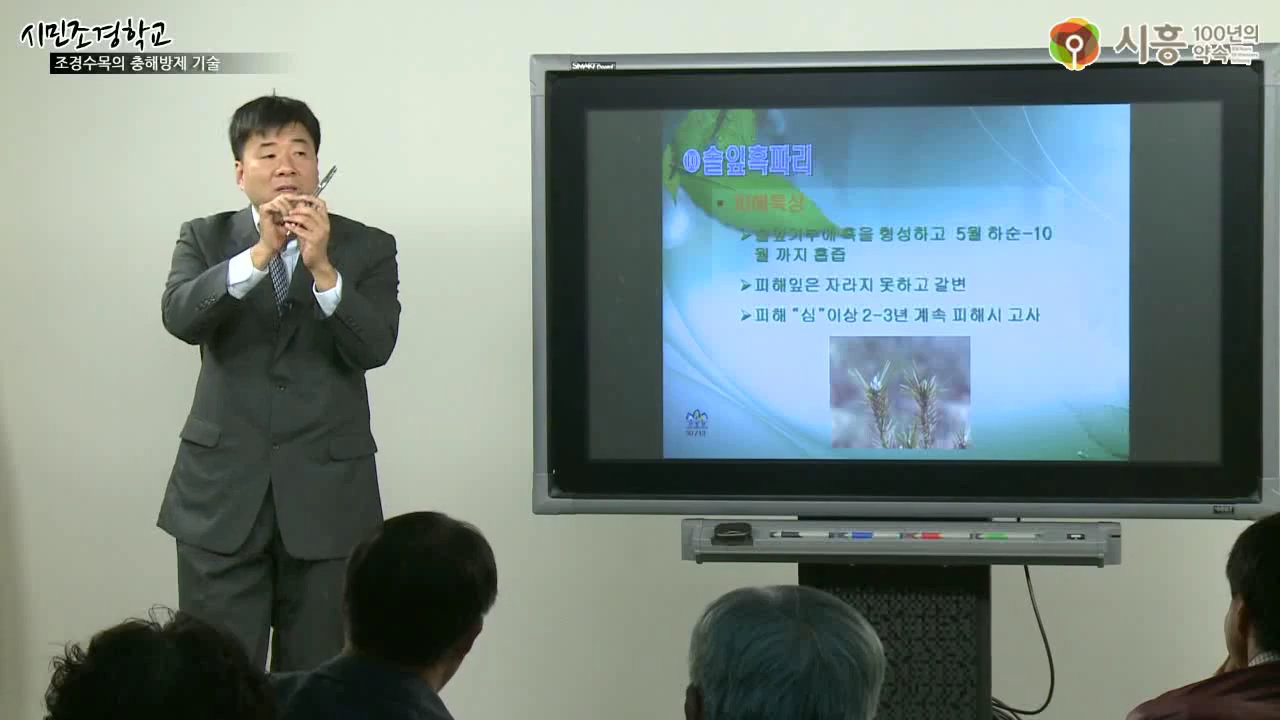 시민조경학교
조경수목의 충해방제 기술
시흥 100년의
약속
SMART Board
⑩솔잎혹파리
▪ 피해특상
➢솔잎기부에 혹을 형성하고 5월 하순-10
월 까지 흡즙
➢피해잎은 자라지 못하고 갈변
➢피해 “심”이상 2-3년 계속 피해시 고사